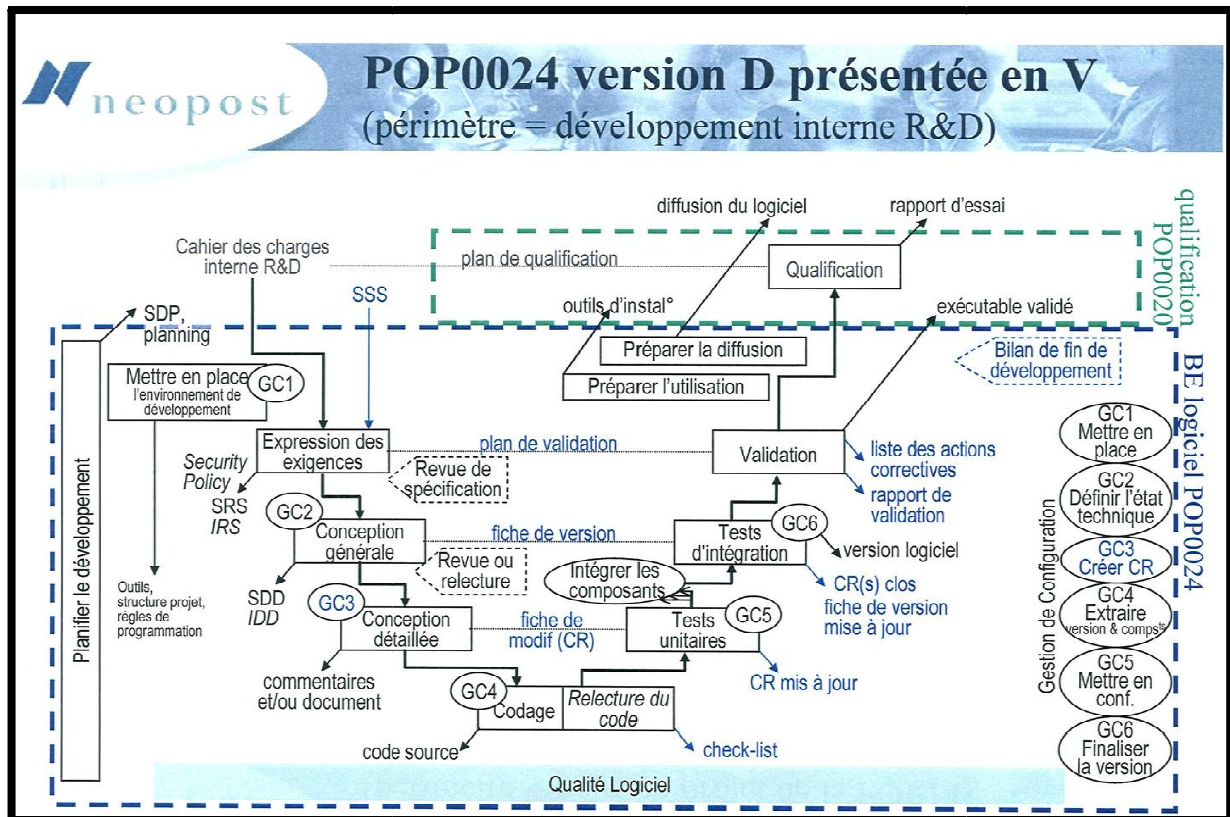 neopost
POP0024 version D présentée en V
(périmètre = développement interne R&D)
diffusion du logiciel
rapport d'essai
qualification
POP0020
Cahier des charges
interne R&D
plan de qualification
Qualification
SSS
outils d'instal°
exécutable validé
SDP,
planning
Préparer la diffusion
Préparer l'utilisation
Bilan de fin de
développement
BE logiciel POP0024
Mettre en place
l'environnement de
développement
GC1
Planifier le développement
Expression des
exigences
plan de validation
Validation
liste des actions
correctives
rapport de
validation
Security
Policy
SRS
IRS
Revue de
spécification
GC2
Conception
générale
fiche de version
Tests
d'intégration
GC6
version logiciel
Revue ou
relecture
Intégrer les
composants
CR(s) clos
fiche de version
mise à jour
Outils,
structure projet,
règles de
programmation
SDD
IDD
GC3
Conception
détaillée
fiche de
modif (CR)
Tests
unitaires
GC5
CR mis à jour
commentaires
et/ou document
GC4
Codage
Relecture du
code
code source
check-list
Gestion de Configuration
GC1
Mettre en
place
GC2
Définir l'état
technique
GC3
Créer CR
GC4
Extraire
version & comps^ts
GC5
Mettre en
conf.
GC6
Finaliser
la version
Qualité Logiciel